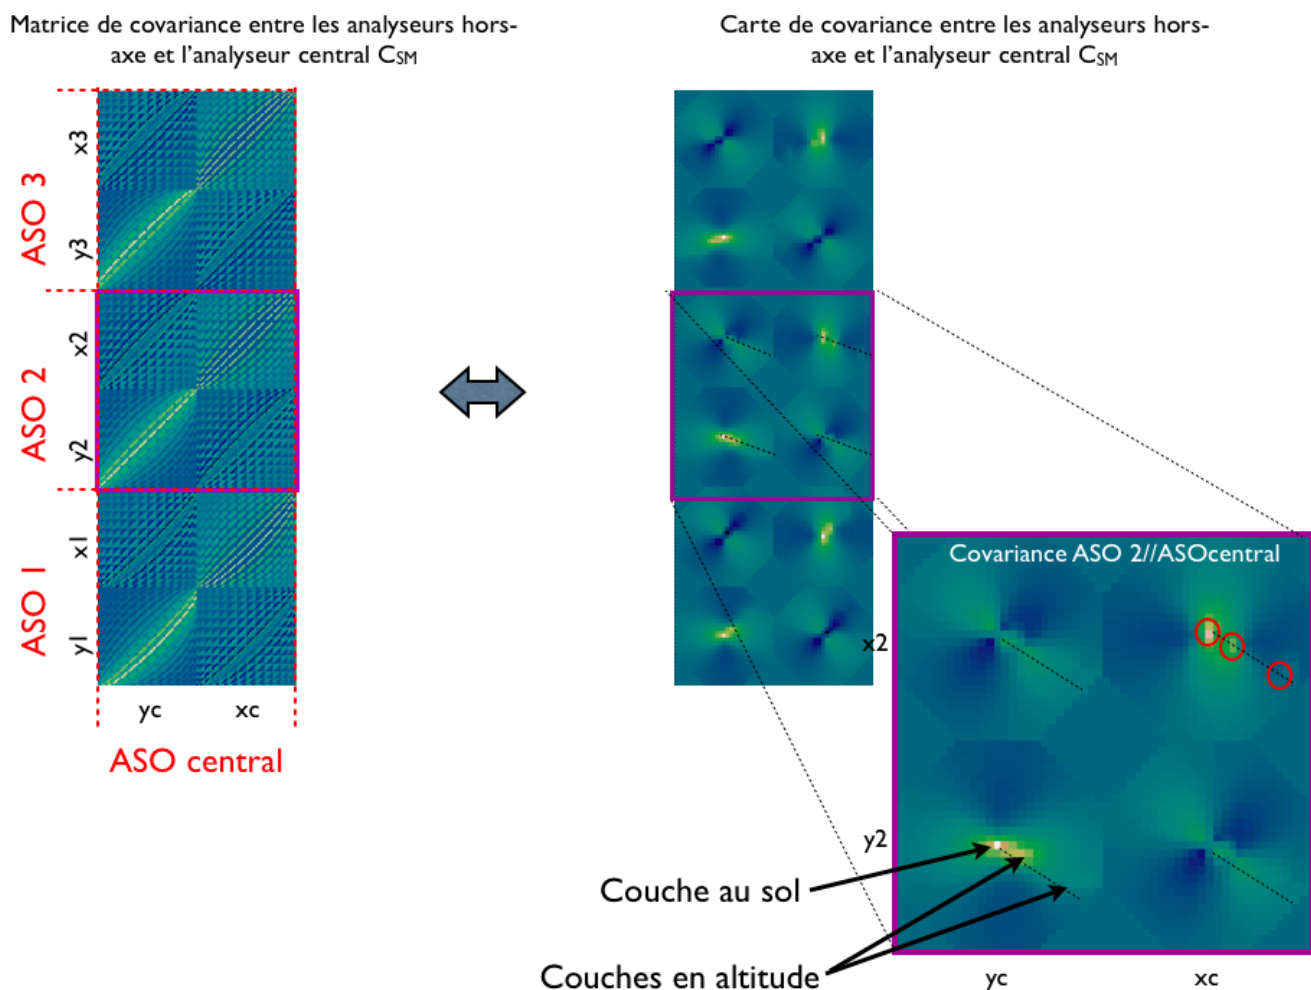 Matrice de covariance entre les analyseurs hors-
axe et l'analyseur central CSM
Carte de covariance entre les analyseurs hors-
axe et l'analyseur central CSM
ASO 3
x3
y3
ASO 2
x2
y2
ASO 1
x1
y1
yc
xc
ASO central
Covariance ASO 2//ASOcentral
x2
y2
Couche au sol
Couches en altitude
yc
xc